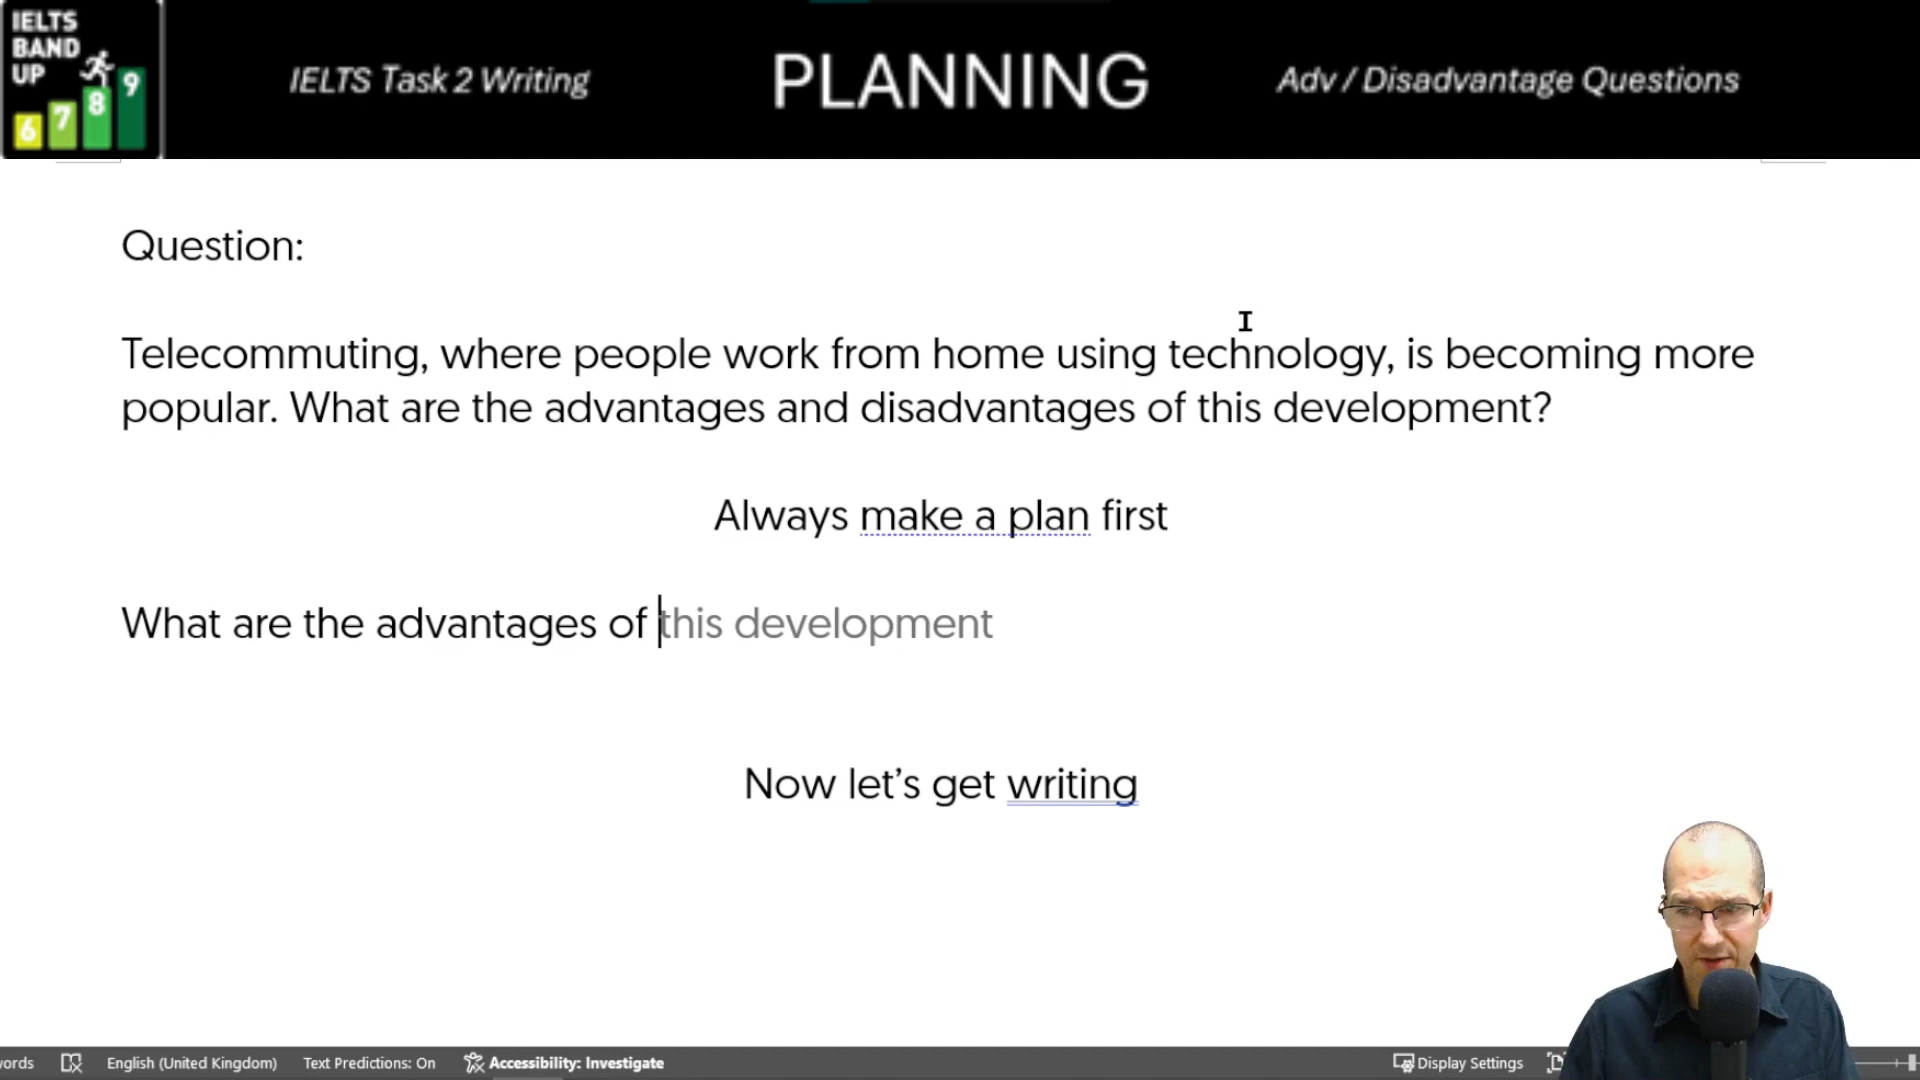 IELTS
BAND
UP
6 7 8 9
IELTS Task 2 Writing
PLANNING
Adv / Disadvantage Questions
Question:
Telecommuting, where people work from home using technology, is becoming more
popular. What are the advantages and disadvantages of this development?
Always make a plan first
What are the advantages of this development
Now let's get writing
English (United Kingdom)
Text Predictions: On
Accessibility: Investigate
Display Settings